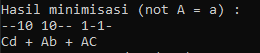 Hasil minimisasi (not A = a) :
--10 10-- 1-1-
Cd + Ab + AC